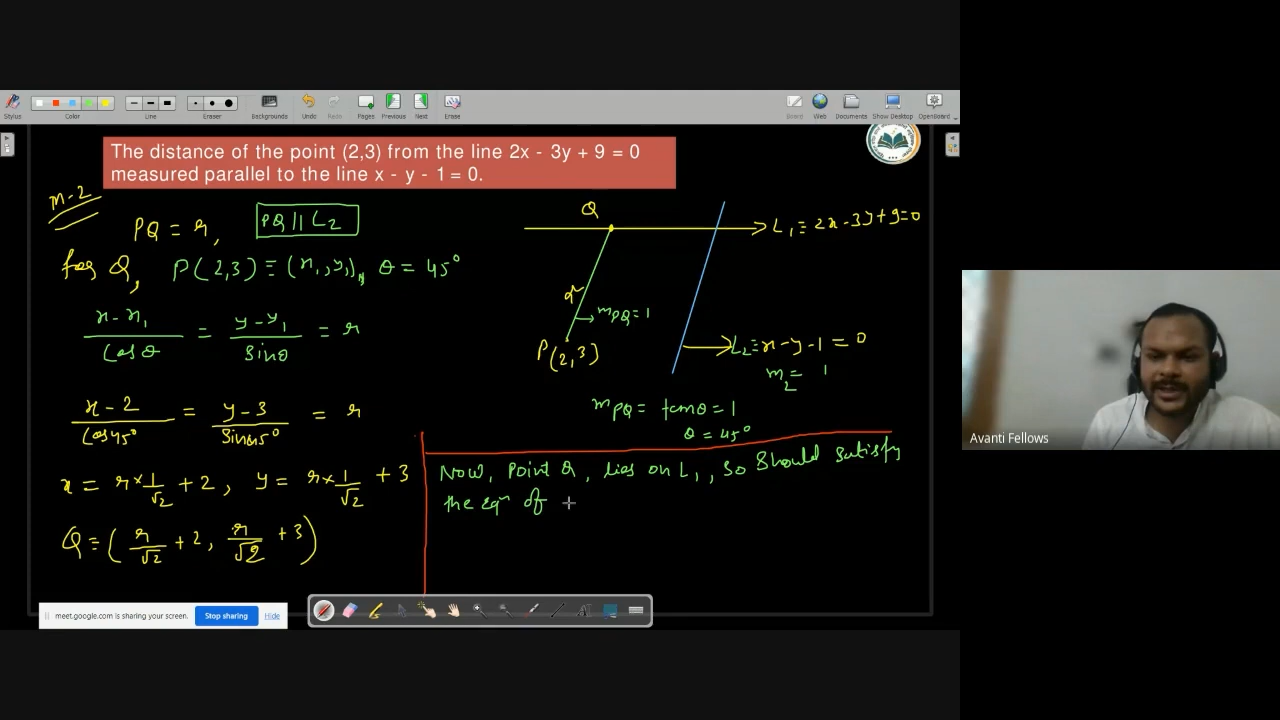 Stylus Color Line Eraser Backgrounds Undo Redo Pages Previous Next Erase Board Web Documents Show Desktop OpenBoard
The distance of the point (2,3) from the line 2x - 3y + 9 = 0
measured parallel to the line x - y - 1 = 0.
M-2
PQ = r, PQ || L₂
for Q, P(2,3) ≡ (x₁, y₁), θ = 45°
x-x₁/cosθ = y-y₁/sinθ = r
x-2/cos45° = y-3/sin45° = r
x = r×1/√2 + 2, y = r×1/√2 + 3
Q ≡ (r/√2 + 2, r/√2 + 3)
Q
L₁ ≡ 2x-3y+9=0
r
m_PQ = 1
P(2,3)
L₂ ≡ x-y-1 = 0
m₂ = 1
m_PQ = tanθ = 1
θ = 45°
Now, Point Q, lies on L₁, so should satisfy
the eqⁿ of
Avanti Fellows
meet.google.com is sharing your screen. Stop sharing Hide